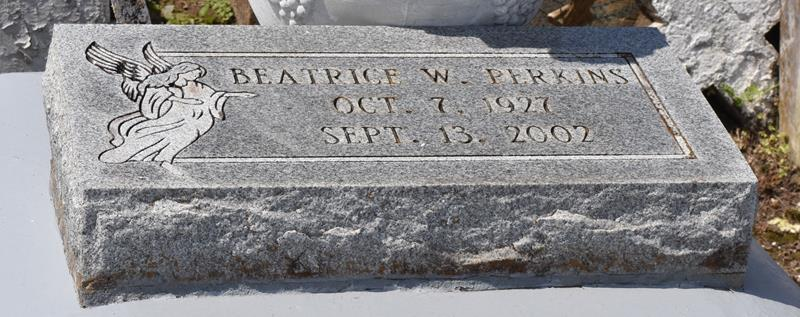 BEATRICE W. PERKINS
OCT. 7. 1927
SEPT. 13. 2002